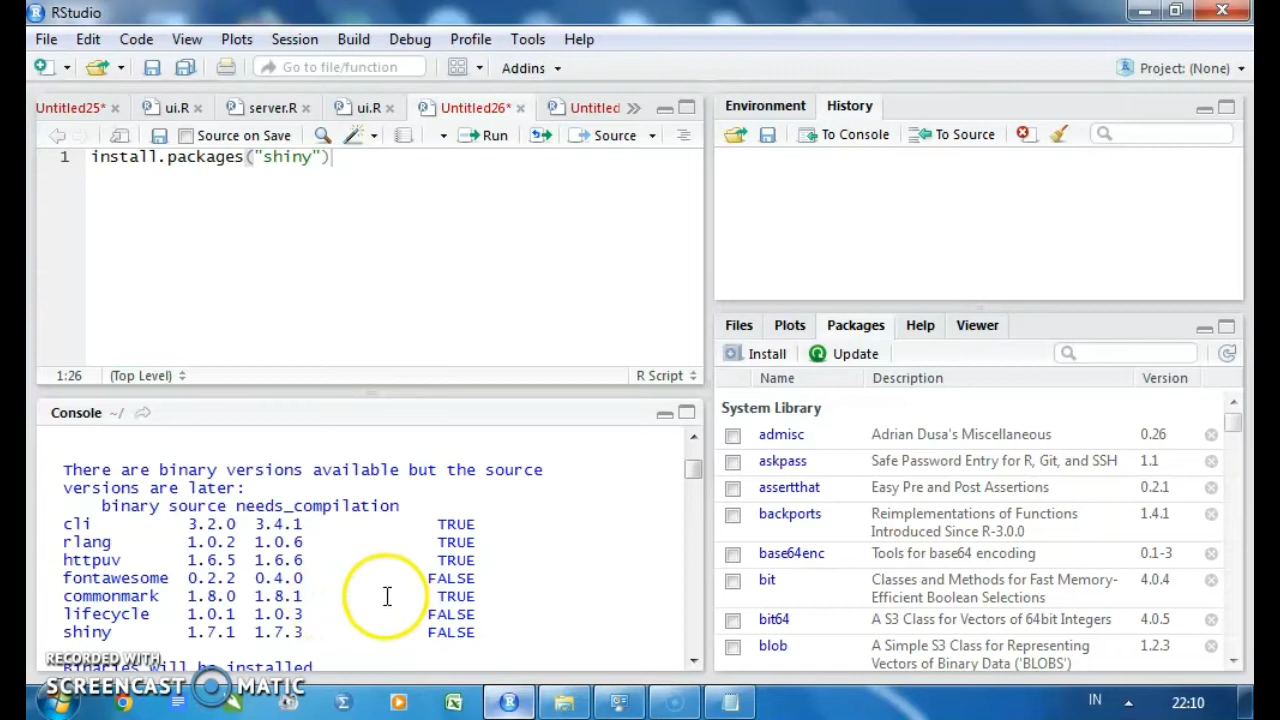 RStudio
File Edit Code View Plots Session Build Debug Profile Tools Help
Go to file/function Addins Project: (None)
Untitled25* ui.R server.R ui.R Untitled26* Untitled
Source on Save Run Source
1 install.packages("shiny")
1:26 (Top Level) R Script
Console ~/
There are binary versions available but the source
versions are later:
binary source needs_compilation
cli 3.2.0 3.4.1 TRUE
rlang 1.0.2 1.0.6 TRUE
httpuv 1.6.5 1.6.6 TRUE
fontawesome 0.2.2 0.4.0 FALSE
commonmark 1.8.0 1.8.1 TRUE
lifecycle 1.0.1 1.0.3 FALSE
shiny 1.7.1 1.7.3 FALSE
Binaries will be installed
Environment History
To Console To Source
Files Plots Packages Help Viewer
Install Update
Name Description Version
System Library
admisc Adrian Dusa's Miscellaneous 0.26
askpass Safe Password Entry for R, Git, and SSH 1.1
assertthat Easy Pre and Post Assertions 0.2.1
backports Reimplementations of Functions 1.4.1
Introduced Since R-3.0.0
base64enc Tools for base64 encoding 0.1-3
bit Classes and Methods for Fast Memory- 4.0.4
Efficient Boolean Selections
bit64 A S3 Class for Vectors of 64bit Integers 4.0.5
blob A Simple S3 Class for Representing 1.2.3
Vectors of Binary Data ('BLOBS')
RECORDED WITH
SCREENCAST MATIC
IN 22:10